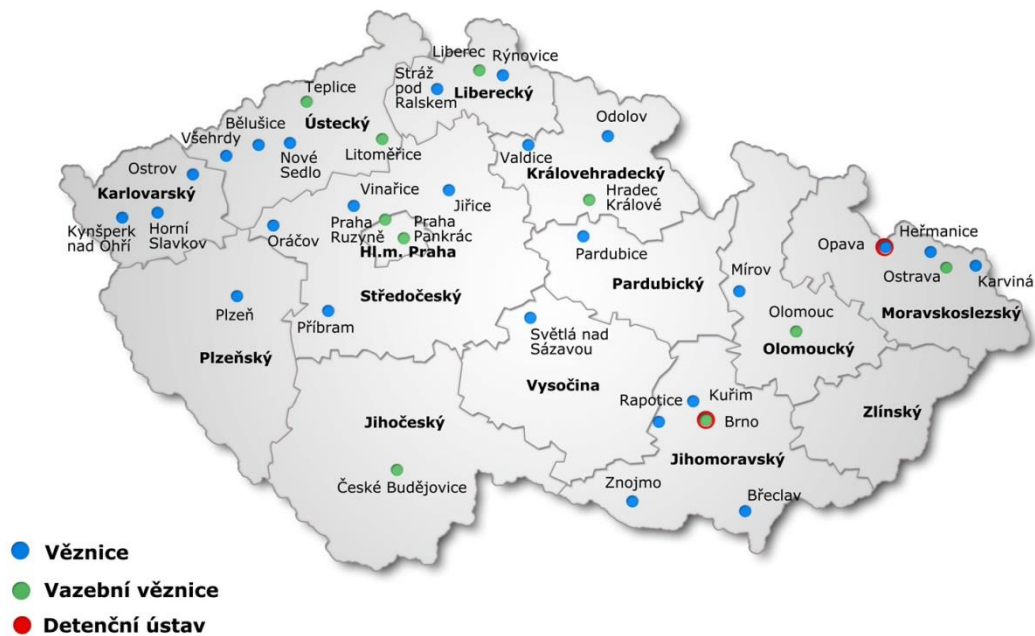 Liberec
Rýnovice
Stráž
pod
Ralskem
Liberecký
Teplice
Ústecký
Bělušice
Všehrdy
Nové
Sedlo
Litoměřice
Odolov
Valdice
Královehradecký
Hradec
Králové
Ostrov
Karlovarský
Kynšperk
nad Ohří
Horní
Slavkov
Vinařice
Jiřice
Praha
Ruzyně
Praha
Pankrác
Hl.m. Praha
Oráčov
Středočeský
Příbram
Plzeň
Plzeňský
Pardubice
Pardubický
Opava
Heřmanice
Ostrava
Karviná
Moravskoslezský
Mírov
Olomouc
Olomoucký
Světlá nad
Sázavou
Vysočina
Zlínský
Rapotice
Kuřim
Brno
Jihomoravský
Znojmo
Břeclav
Jihočeský
České Budějovice
Věznice
Vazební věznice
Detenční ústav